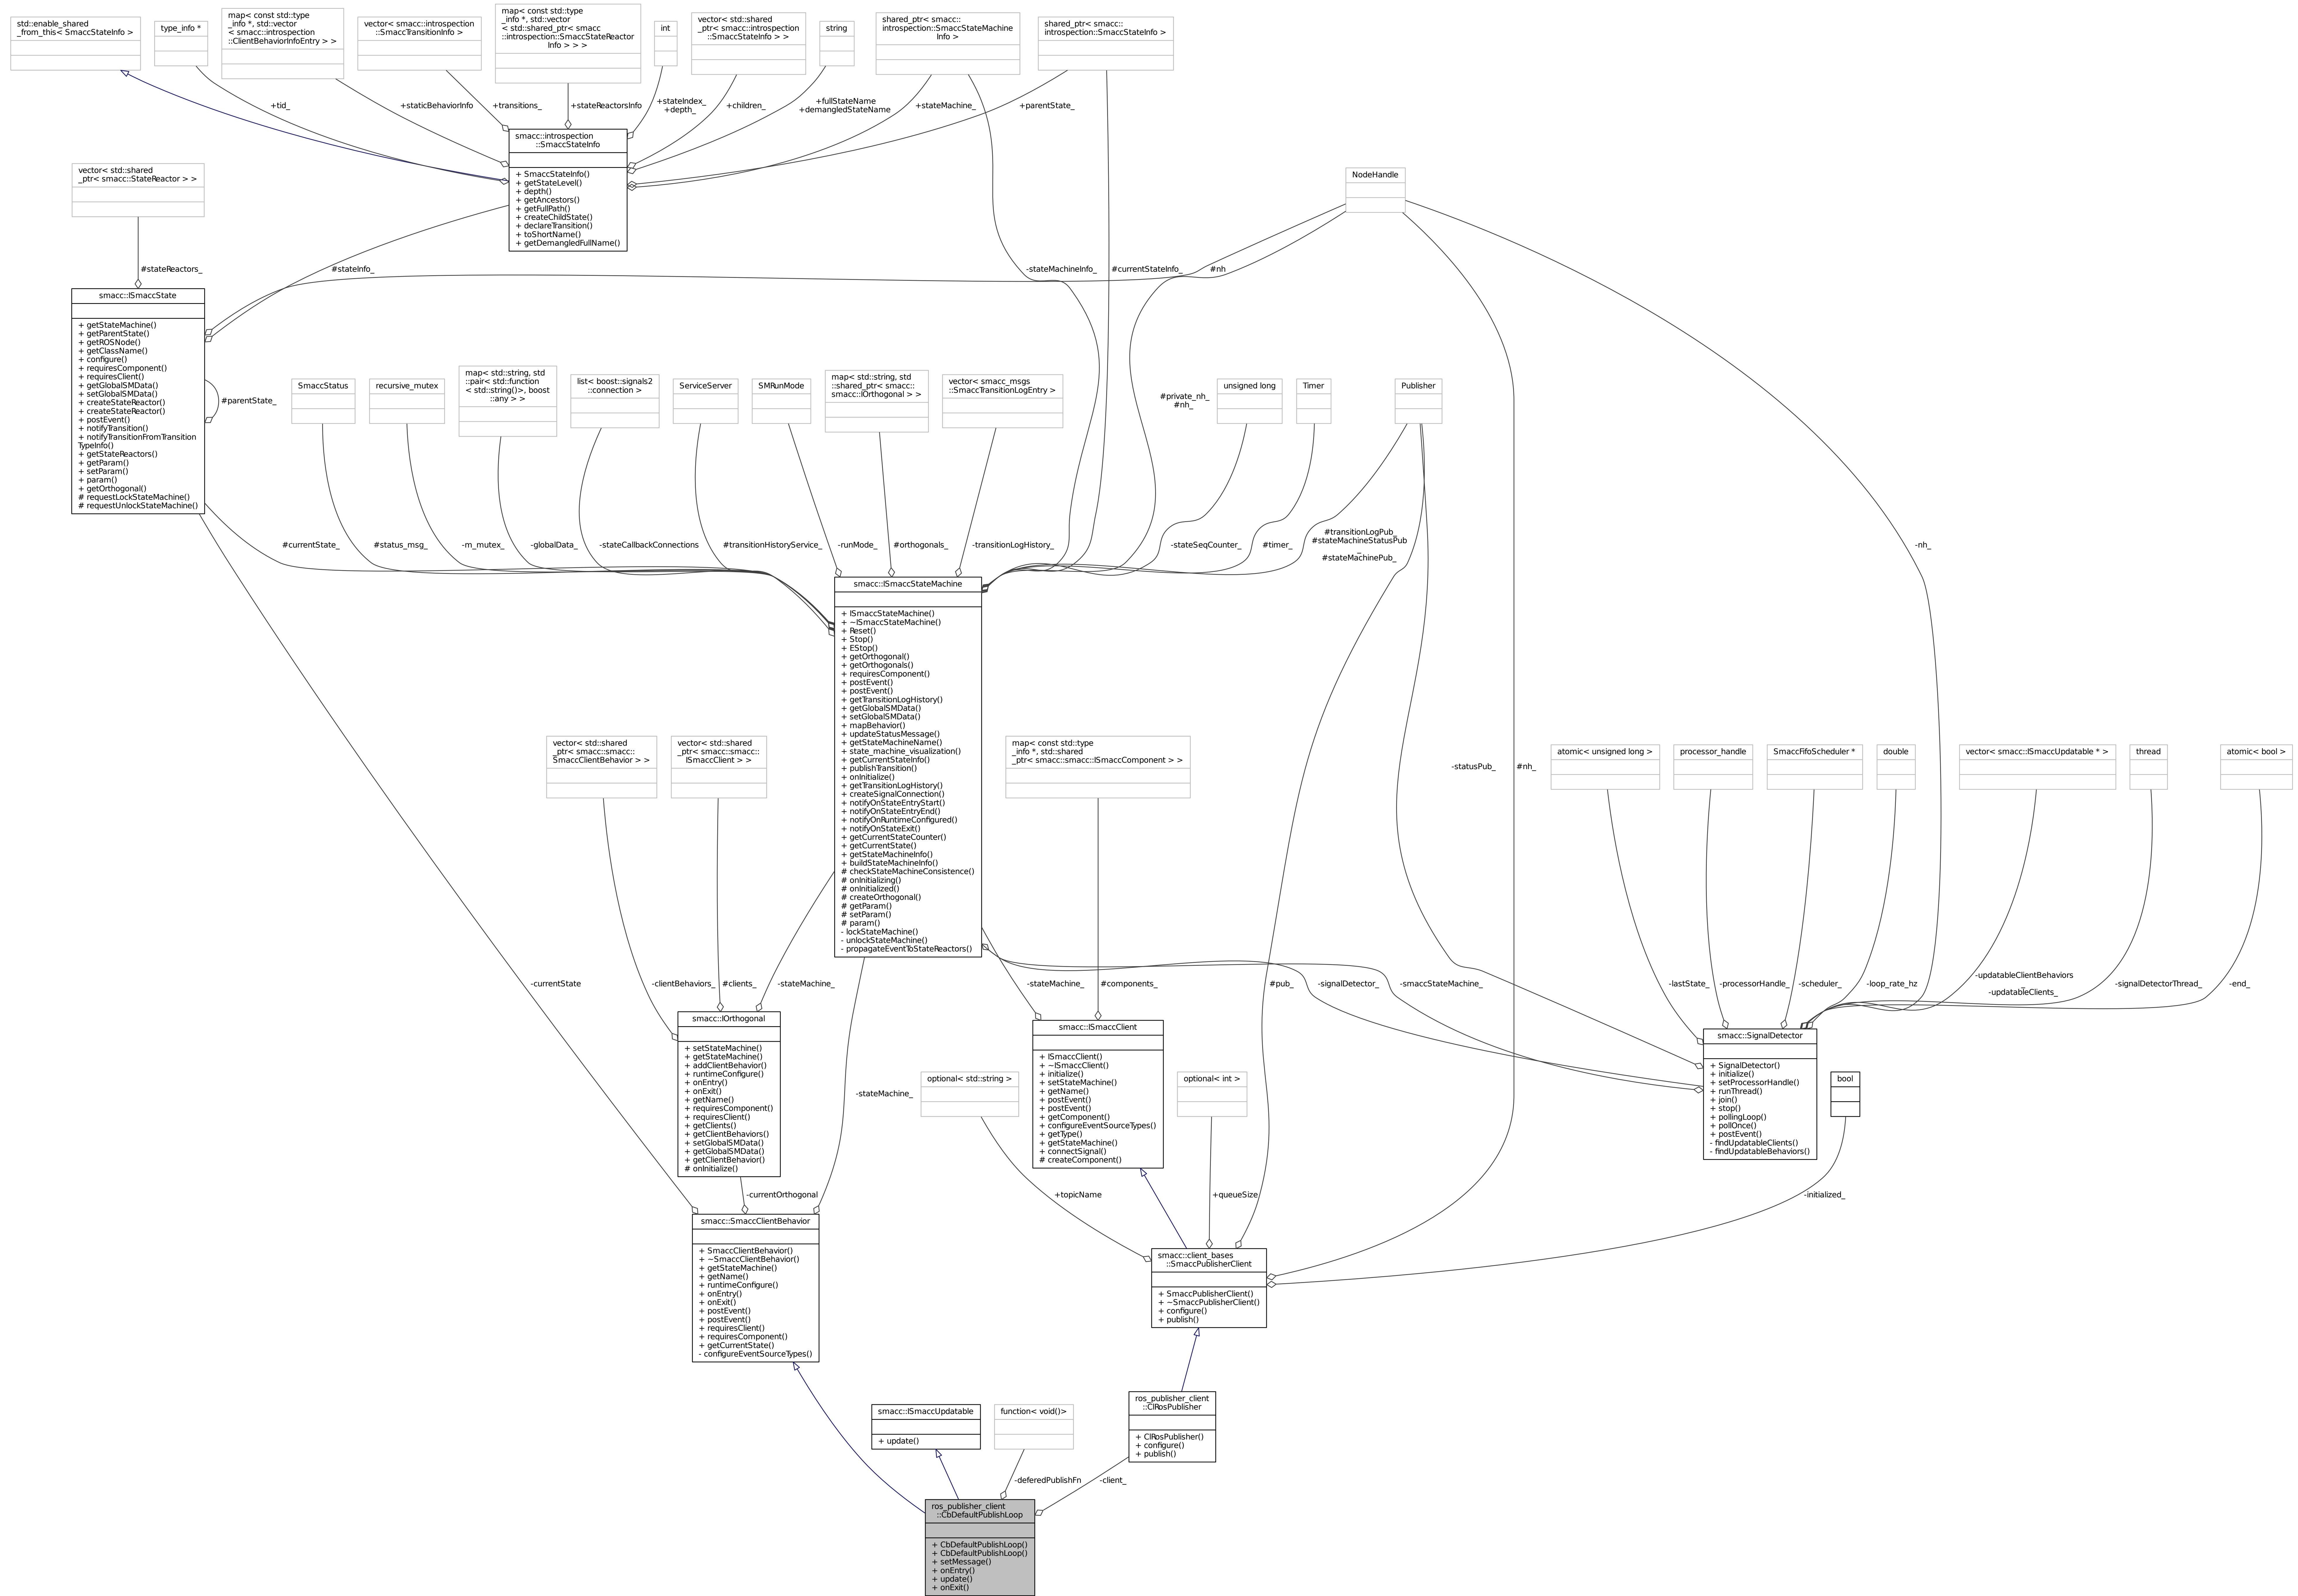 std::enable_shared
_from_this< SmaccStateInfo >
type_info *
map< const std::type
_info *, std::vector
< smacc::introspection
::ClientBehaviorInfoEntry > >
vector< smacc::introspection
::SmaccTransitionInfo >
map< const std::type
_info *, std::vector
< std::shared_ptr< smacc
::introspection::SmaccStateReactor
Info > > >
int
vector< std::shared
_ptr< smacc::introspection
::SmaccStateInfo > >
string
shared_ptr< smacc::
introspection::SmaccStateMachine
Info >
shared_ptr< smacc::
introspection::SmaccStateInfo >
+tid_
+staticBehaviorInfo
+transitions_
+stateReactorsInfo
+stateIndex_
+depth_
+children_
+fullStateName
+demangledStateName
+stateMachine_
+parentState_
smacc::introspection
::SmaccStateInfo
+ SmaccStateInfo()
+ getStateLevel()
+ depth()
+ getAncestors()
+ getFullPath()
+ createChildState()
+ declareTransition()
+ toShortName()
+ getDemangledFullName()
vector< std::shared
_ptr< smacc::StateReactor > >
NodeHandle
#stateReactors_
#stateInfo_
-stateMachineInfo_
#currentStateInfo_
#nh
smacc::ISmaccState
+ getStateMachine()
+ getParentState()
+ getROSNode()
+ getClassName()
+ configure()
+ requiresComponent()
+ requiresClient()
+ getGlobalSMData()
+ setGlobalSMData()
+ createStateReactor()
+ createStateReactor()
+ postEvent()
+ notifyTransition()
+ notifyTransitionFromTransition
TypeInfo()
+ getStateReactors()
+ getParam()
+ setParam()
+ param()
+ getOrthogonal()
# requestLockStateMachine()
# requestUnlockStateMachine()
#parentState_
SmaccStatus
recursive_mutex
map< std::string, std
::pair< std::function
< std::string()>, boost
::any > >
list< boost::signals2
::connection >
ServiceServer
SMRunMode
map< std::string, std
::shared_ptr< smacc::
smacc::IOrthogonal > >
vector< smacc_msgs
::SmaccTransitionLogEntry >
#private_nh_
#nh_
unsigned long
Timer
Publisher
#currentState_
#status_msg_
-m_mutex_
-globalData_
-stateCallbackConnections
#transitionHistoryService_
-runMode_
#orthogonals_
-transitionLogHistory_
-stateSeqCounter_
#timer_
#transitionLogPub_
#stateMachineStatusPub
_
#stateMachinePub_
-nh_
smacc::ISmaccStateMachine
+ ISmaccStateMachine()
+ ~ISmaccStateMachine()
+ Reset()
+ Stop()
+ EStop()
+ getOrthogonal()
+ getOrthogonals()
+ requiresComponent()
+ postEvent()
+ postEvent()
+ getTransitionLogHistory()
+ getGlobalSMData()
+ setGlobalSMData()
+ mapBehavior()
+ updateStatusMessage()
+ getStateMachineName()
+ state_machine_visualization()
+ getCurrentStateInfo()
+ publishTransition()
+ onInitialize()
+ getTransitionLogHistory()
+ createSignalConnection()
+ notifyOnStateEntryStart()
+ notifyOnStateEntryEnd()
+ notifyOnRuntimeConfigured()
+ notifyOnStateExit()
+ getCurrentStateCounter()
+ getCurrentState()
+ getStateMachineInfo()
+ buildStateMachineInfo()
# checkStateMachineConsistence()
# onInitializing()
# onInitialized()
# createOrthogonal()
# getParam()
# setParam()
# param()
- lockStateMachine()
- unlockStateMachine()
- propagateEventToStateReactors()
vector< std::shared
_ptr< smacc::smacc::
SmaccClientBehavior > >
vector< std::shared
_ptr< smacc::smacc::
ISmaccClient > >
map< const std::type
_info *, std::shared
_ptr< smacc::smacc::ISmaccComponent > >
-statusPub_
#nh_
atomic< unsigned long >
processor_handle
SmaccFifoScheduler *
double
vector< smacc::ISmaccUpdatable * >
thread
atomic< bool >
-currentState
-clientBehaviors_
#clients_
-stateMachine_
-stateMachine_
#components_
#pub_
-signalDetector_
-smaccStateMachine_
-lastState_
-processorHandle_
-scheduler_
-loop_rate_hz
-updatableClientBehaviors
_
-updatableClients_
-signalDetectorThread_
-end_
smacc::IOrthogonal
+ setStateMachine()
+ getStateMachine()
+ addClientBehavior()
+ runtimeConfigure()
+ onEntry()
+ onExit()
+ getName()
+ requiresComponent()
+ requiresClient()
+ getClients()
+ getClientBehaviors()
+ setGlobalSMData()
+ getGlobalSMData()
+ getClientBehavior()
# onInitialize()
-stateMachine_
optional< std::string >
smacc::ISmaccClient
+ ISmaccClient()
+ ~ISmaccClient()
+ initialize()
+ setStateMachine()
+ getName()
+ postEvent()
+ postEvent()
+ getComponent()
+ configureEventSourceTypes()
+ getType()
+ getStateMachine()
+ connectSignal()
# createComponent()
optional< int >
smacc::SignalDetector
+ SignalDetector()
+ initialize()
+ setProcessorHandle()
+ runThread()
+ join()
+ stop()
+ pollingLoop()
+ pollOnce()
+ postEvent()
- findUpdatableClients()
- findUpdatableBehaviors()
bool
-currentOrthogonal
+topicName
+queueSize
-initialized_
smacc::SmaccClientBehavior
+ SmaccClientBehavior()
+ ~SmaccClientBehavior()
+ getStateMachine()
+ getName()
+ runtimeConfigure()
+ onEntry()
+ onExit()
+ postEvent()
+ postEvent()
+ requiresClient()
+ requiresComponent()
+ getCurrentState()
- configureEventSourceTypes()
smacc::client_bases
::SmaccPublisherClient
+ SmaccPublisherClient()
+ ~SmaccPublisherClient()
+ configure()
+ publish()
smacc::ISmaccUpdatable
+ update()
function< void()>
ros_publisher_client
::ClRosPublisher
+ ClRosPublisher()
+ configure()
+ publish()
-deferedPublishFn
-client_
ros_publisher_client
::CbDefaultPublishLoop
+ CbDefaultPublishLoop()
+ CbDefaultPublishLoop()
+ setMessage()
+ onEntry()
+ update()
+ onExit()